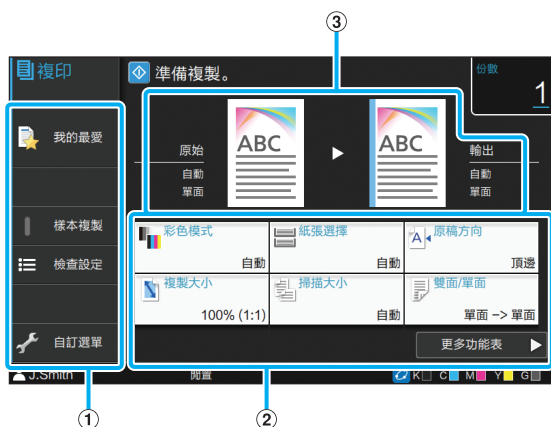 ③
複印
準備複製。
份數
1
我的最愛
樣本複製
檢查設定
自訂選單
原始
自動
單面
ABC
ABC
輸出
自動
單面
彩色模式
自動
紙張選擇
自動
A
原稿方向
頂邊
複製大小
100% (1:1)
掃描大小
自動
雙面/單面
單面 -> 單面
更多功能表
J.Smith
閒置
K C M Y G
① ②